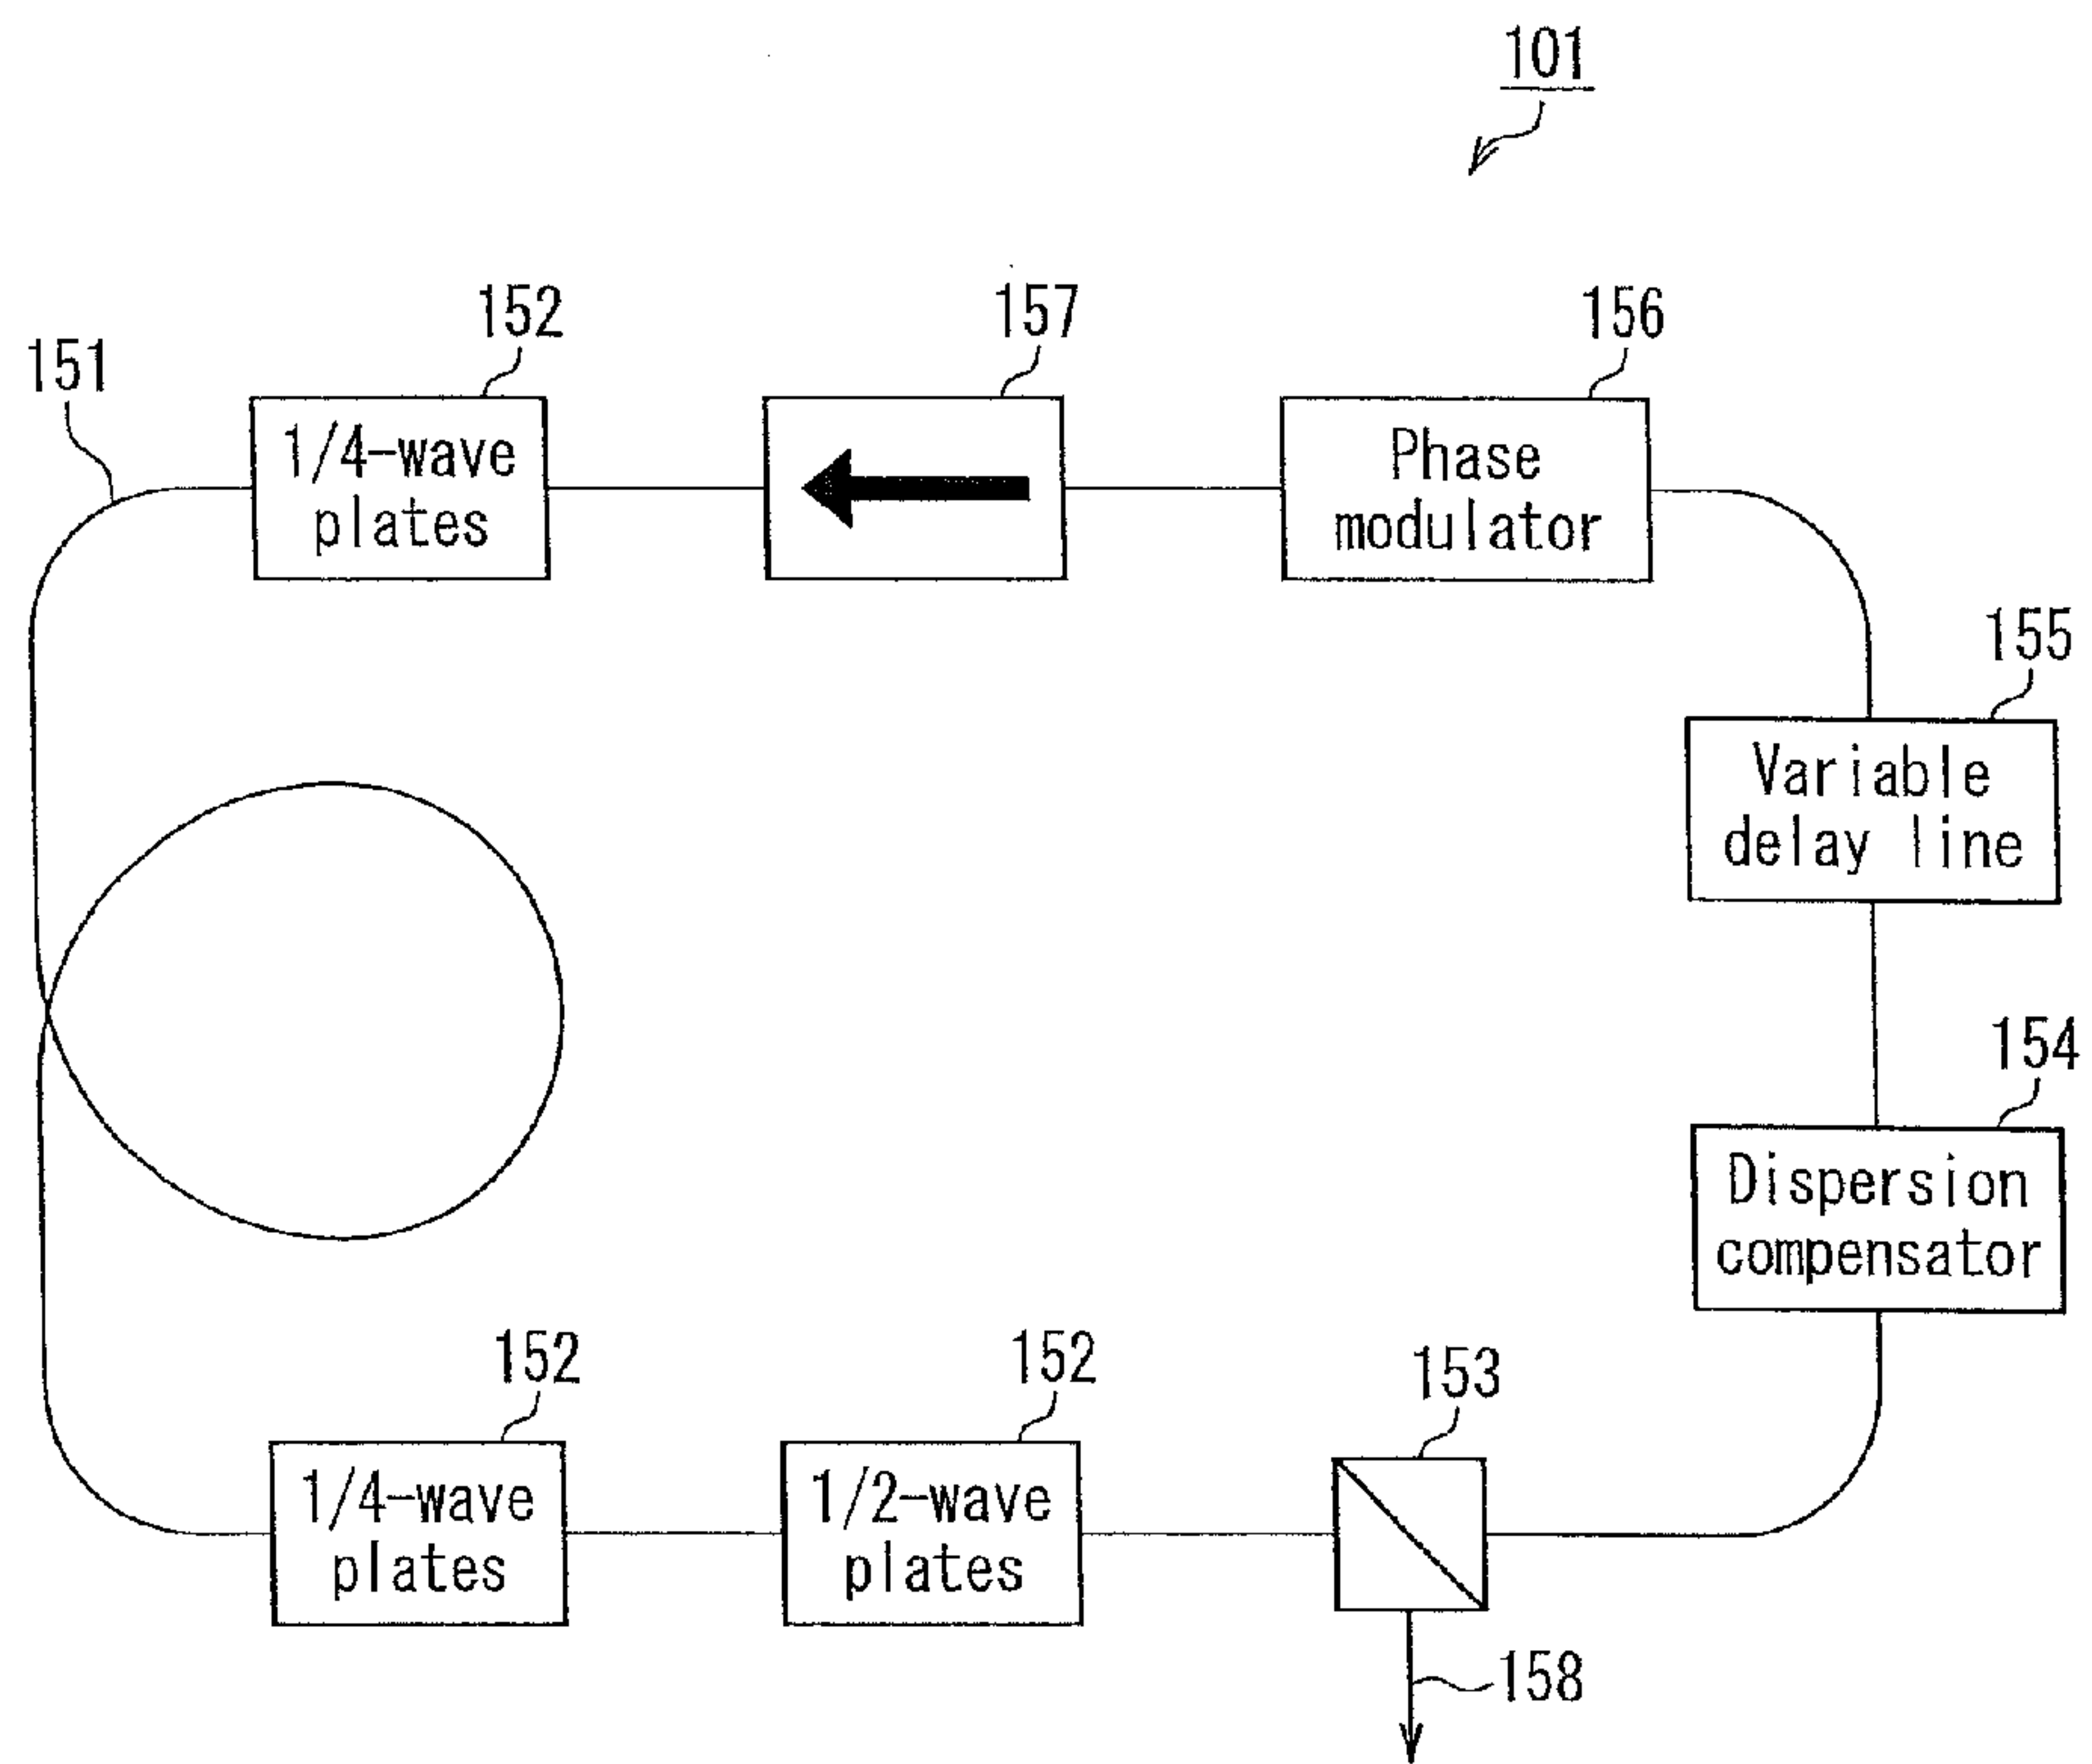 101
152
157
156
151
1/4-wave
plates
Phase
modulator
155
Variable
delay line
154
Dispersion
compensator
152
152
153
1/4-wave
plates
1/2-wave
plates
158